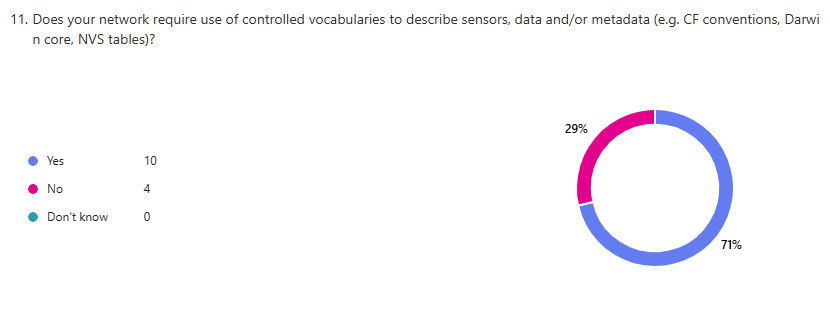 11. Does your network require use of controlled vocabularies to describe sensors, data and/or metadata (e.g. CF conventions, Darwi
n core, NVS tables)?
29%
Yes 10
No 4
Don't know 0
71%